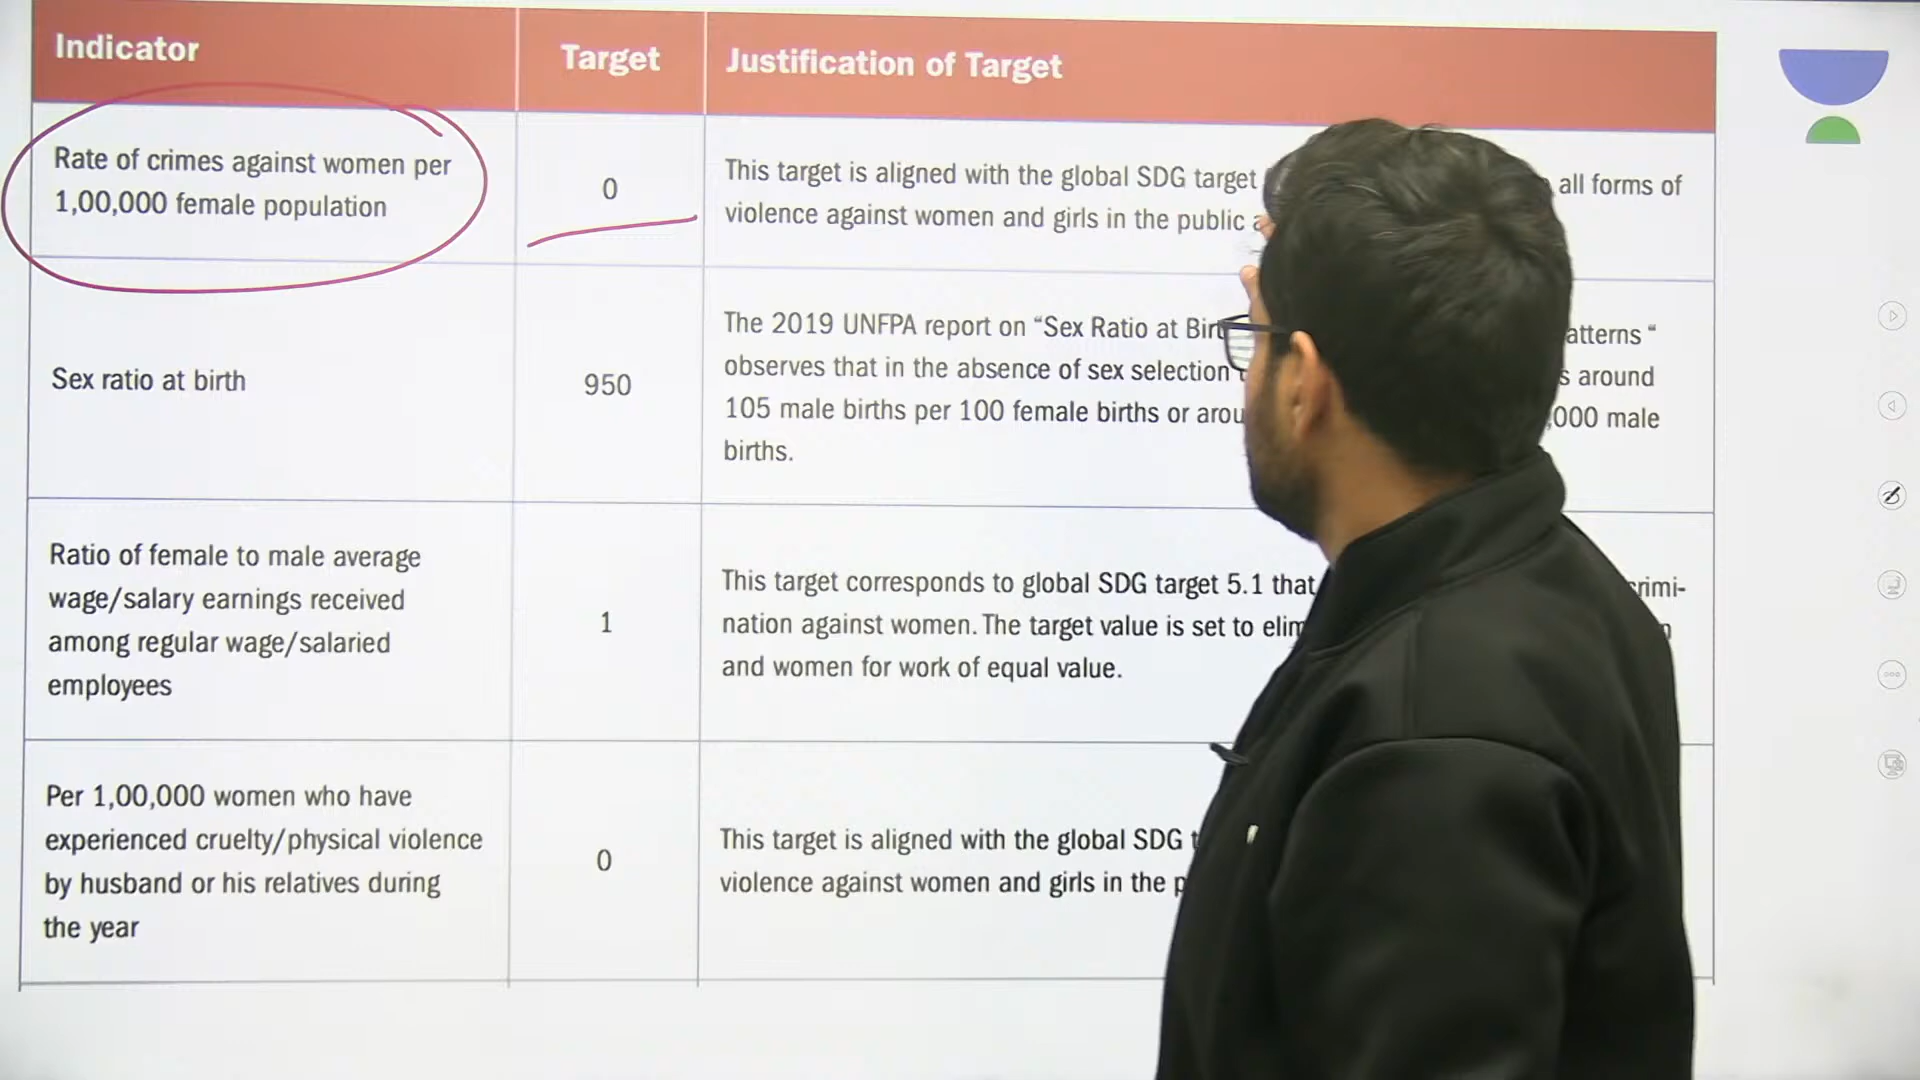 Indicator
Target
Justification of Target
Rate of crimes against women per
1,00,000 female population
0
This target is aligned with the global SDG target all forms of
violence against women and girls in the public
Sex ratio at birth
950
The 2019 UNFPA report on “Sex Ratio at “
observes that in the absence of sex selection around
105 male births per 100 female births or male
births.
Ratio of female to male average
wage/salary earnings received
among regular wage/salaried
employees
1
This target corresponds to global SDG target 5.1 that
nation against women. The target value is set to
and women for work of equal value.
Per 1,00,000 women who have
experienced cruelty/physical violence
by husband or his relatives during
the year
0
This target is aligned with the global SDG
violence against women and girls in the